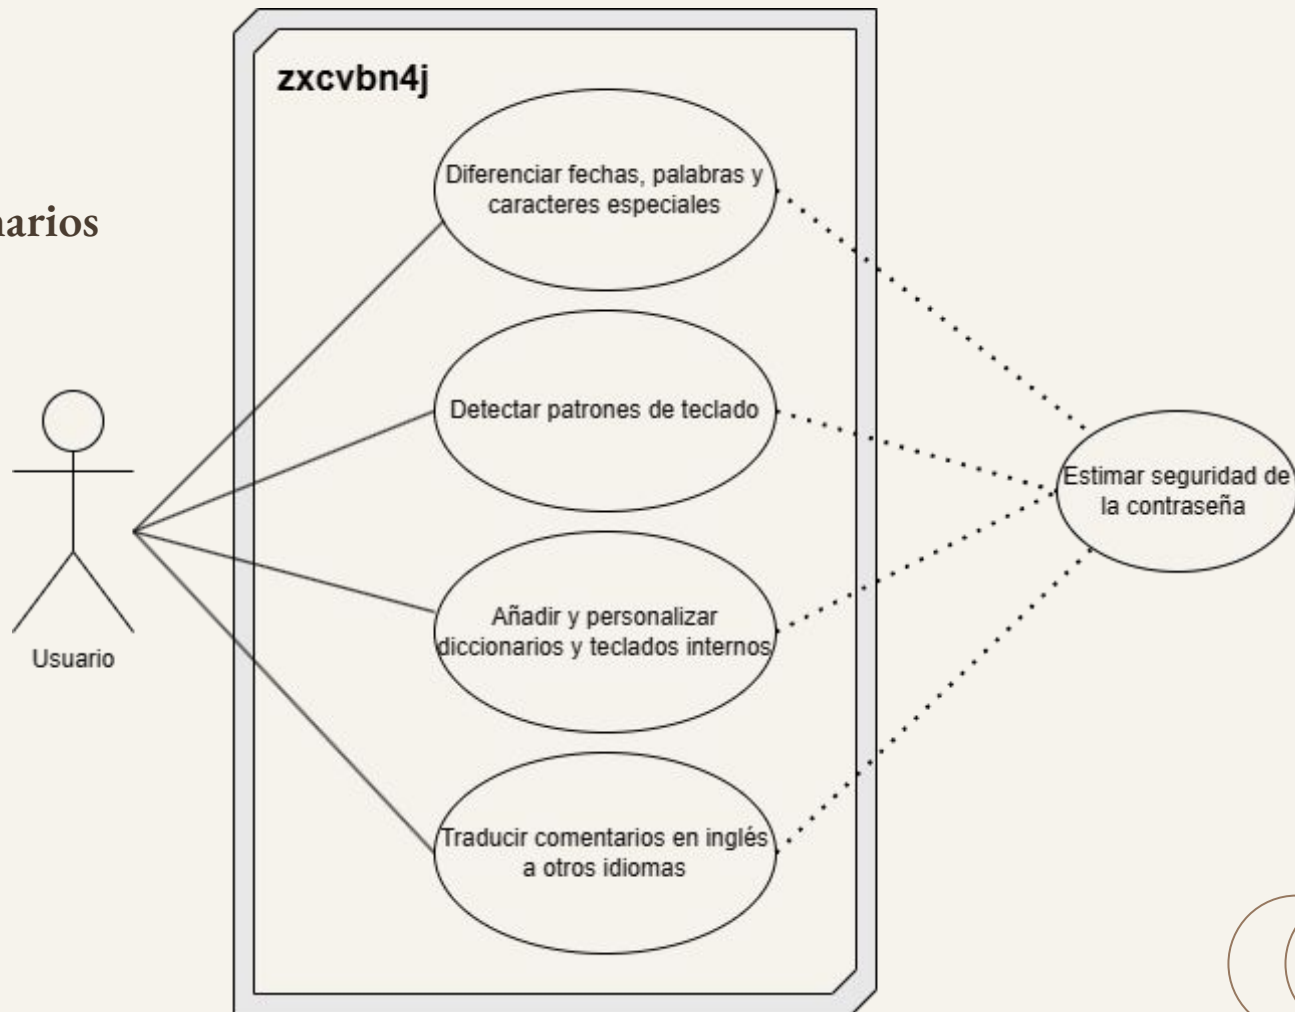 zxcvbn4j
Diferenciar fechas, palabras y
caracteres especiales
narios
Detectar patrones de teclado
Estimar seguridad de
la contraseña
Añadir y personalizar
diccionarios y teclados internos
Usuario
Traducir comentarios en inglés
a otros idiomas